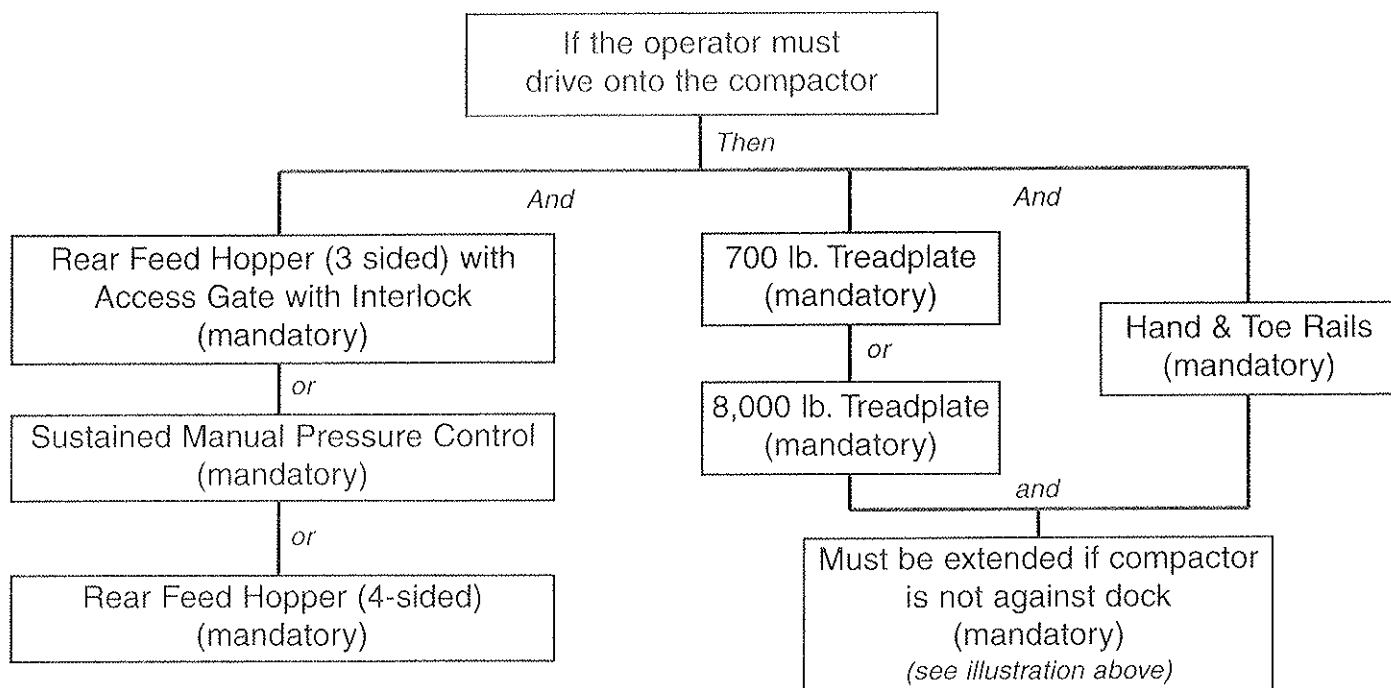 If the operator must
drive onto the compactor
Then
And
And
Rear Feed Hopper (3 sided) with
Access Gate with Interlock
(mandatory)
or
Sustained Manual Pressure Control
(mandatory)
or
Rear Feed Hopper (4-sided)
(mandatory)
700 lb. Treadplate
(mandatory)
or
8,000 lb. Treadplate
(mandatory)
Hand & Toe Rails
(mandatory)
and
Must be extended if compactor
is not against dock
(mandatory)
(see illustration above)